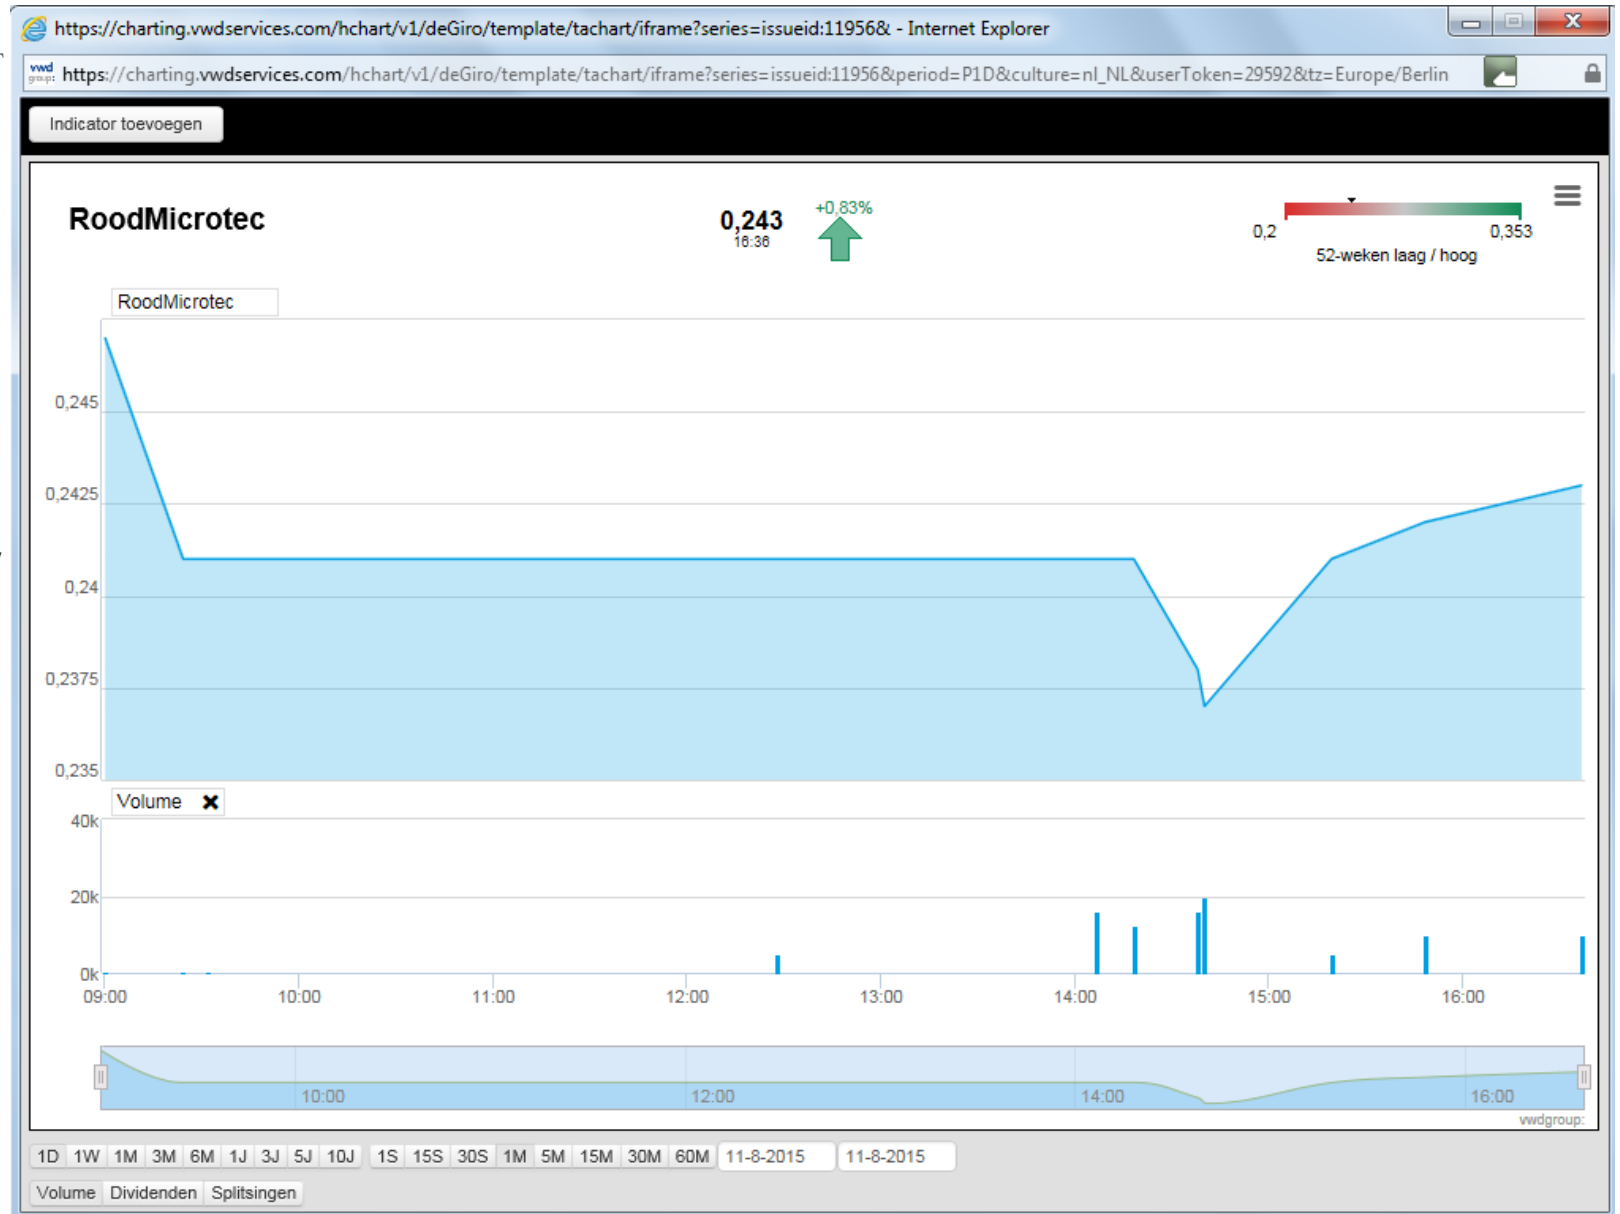 https://charting.vwdservices.com/hchart/v1/deGiro/template/tachart/iframe?series=issueid:11956& - Internet Explorer
vwd group: https://charting.vwdservices.com/hchart/v1/deGiro/template/tachart/iframe?series=issueid:11956&period=P1D&culture=nl_NL&userToken=29592&tz=Europe/Berlin
Indicator toevoegen
RoodMicrotec
0,243
16:36
+0,83%
0,2
0,353
52-weken laag / hoog
RoodMicrotec
0,245
0,2425
0,24
0,2375
0,235
Volume
40k
20k
0k
09:00 10:00 11:00 12:00 13:00 14:00 15:00 16:00
10:00 12:00 14:00 16:00
vwdgroup:
1D 1W 1M 3M 6M 1J 3J 5J 10J 1S 15S 30S 1M 5M 15M 30M 60M 11-8-2015 11-8-2015
Volume Dividenden Splitsingen